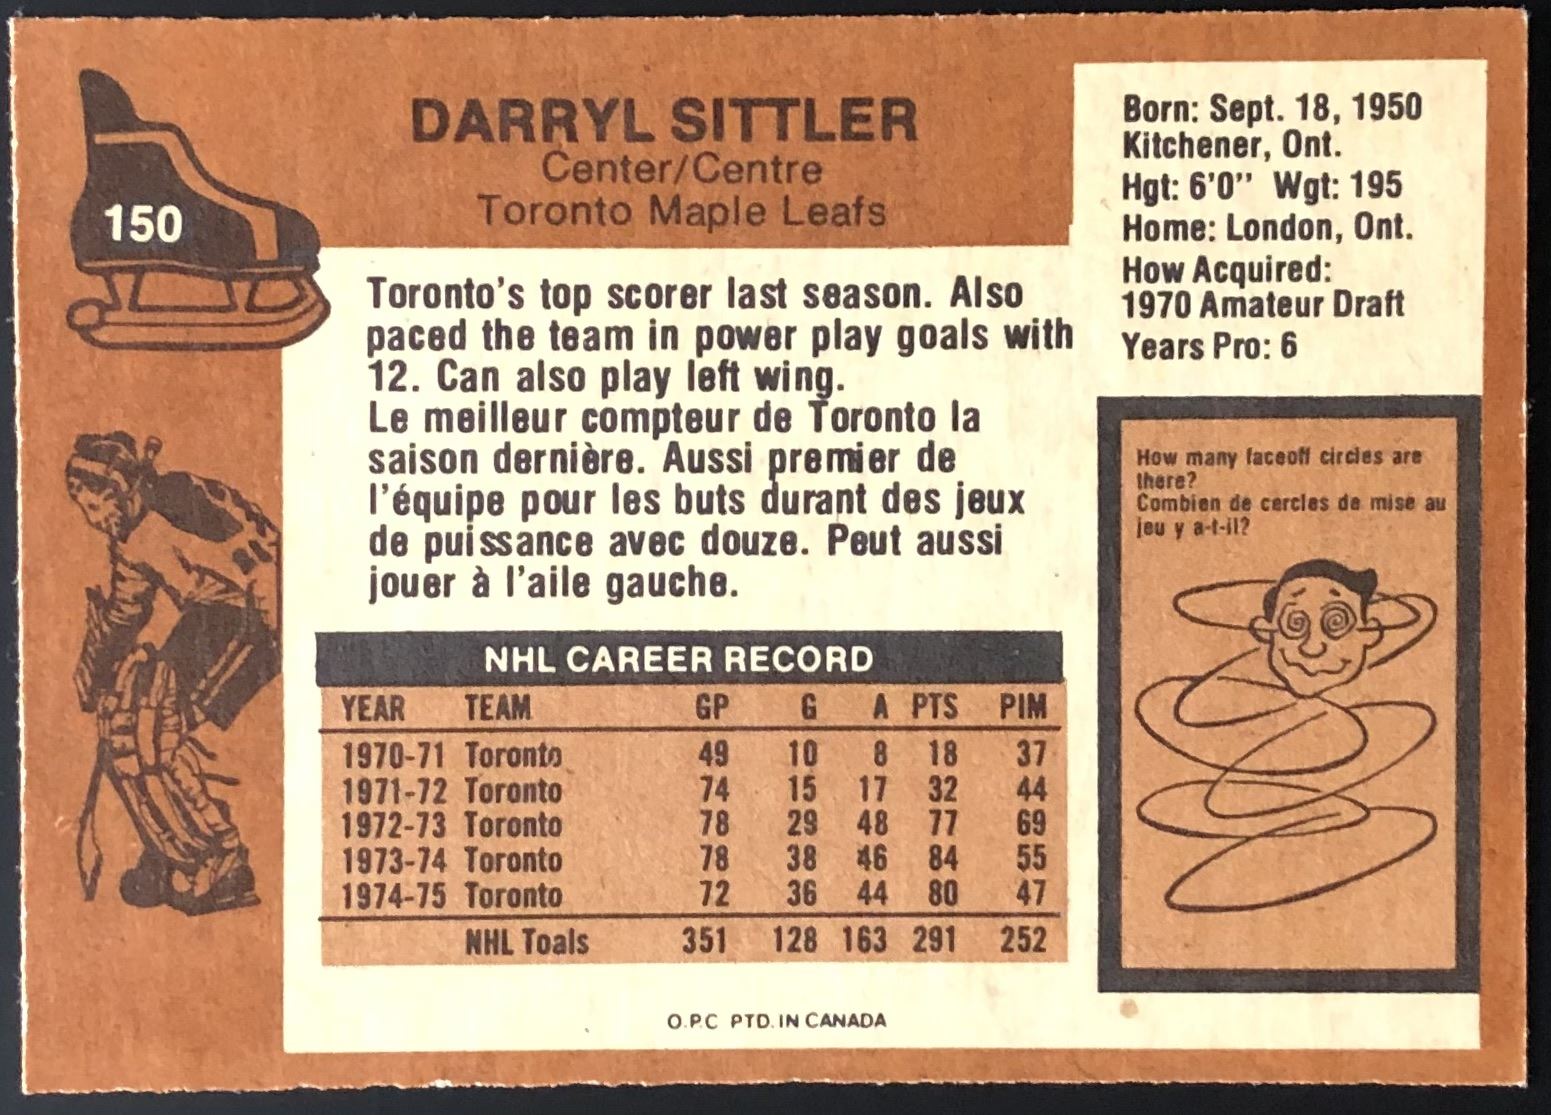 150
DARRYL SITTLER
Center/Centre
Toronto Maple Leafs
Born: Sept. 18, 1950
Kitchener, Ont.
Hgt: 6'0" Wgt: 195
Home: London, Ont.
How Acquired:
1970 Amateur Draft
Years Pro: 6
Toronto's top scorer last season. Also
paced the team in power play goals with
12. Can also play left wing.
Le meilleur compteur de Toronto la
saison dernière. Aussi premier de
l'équipe pour les buts durant des jeux
de puissance avec douze. Peut aussi
jouer à l'aile gauche.
How many faceoff circles are
there?
Combien de cercles de mise au
jeu y a-t-il?
NHL CAREER RECORD
YEAR TEAM GP G A PTS PIM
1970-71 Toronto 49 10 8 18 37
1971-72 Toronto 74 15 17 32 44
1972-73 Toronto 78 29 48 77 69
1973-74 Toronto 78 38 46 84 55
1974-75 Toronto 72 36 44 80 47
NHL Toals 351 128 163 291 252
O.P.C PTD. IN CANADA